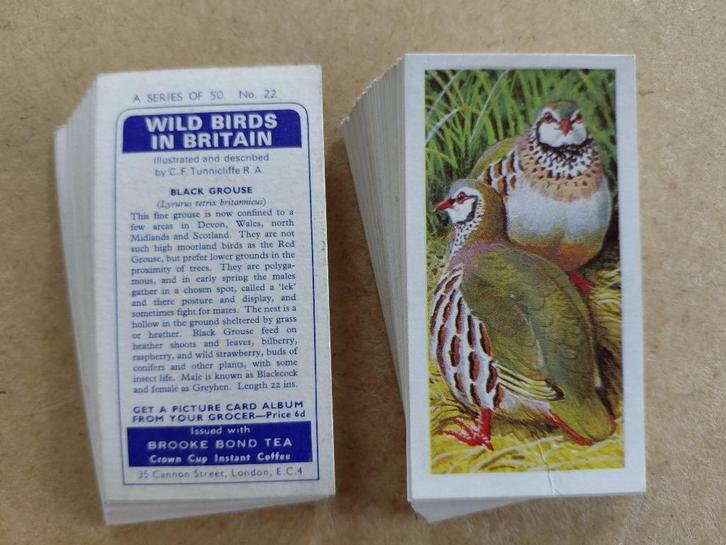 A SERIES OF 50. No. 22
WILD BIRDS
IN BRITAIN
illustrated and described
by C. F. Tunnicliffe R. A.
BLACK GROUSE
(Lyrurus tetrix britannicus)
This fine grouse is now confined to a
few areas in Devon, Wales, north
Midlands and Scotland. They are not
such high moorland birds as the Red
Grouse, but prefer lower grounds in the
proximity of trees. They are polyga-
mous, and in early spring the males
gather in a chosen spot, called a 'lek'
and there posture and display, and
sometimes fight for mates. The nest is a
hollow in the ground sheltered by grass
or heather. Black Grouse feed on
heather shoots and leaves, bilberry,
raspberry, and wild strawberry, buds of
conifers and other plants, with some
insect life. Male is known as Blackcock
and female as Greyhen. Length 22 ins.
GET A PICTURE CARD ALBUM
FROM YOUR GROCER—Price 6d
Issued with
BROOKE BOND TEA
Crown Cup Instant Coffee
35 Cannon Street, London, E.C.4